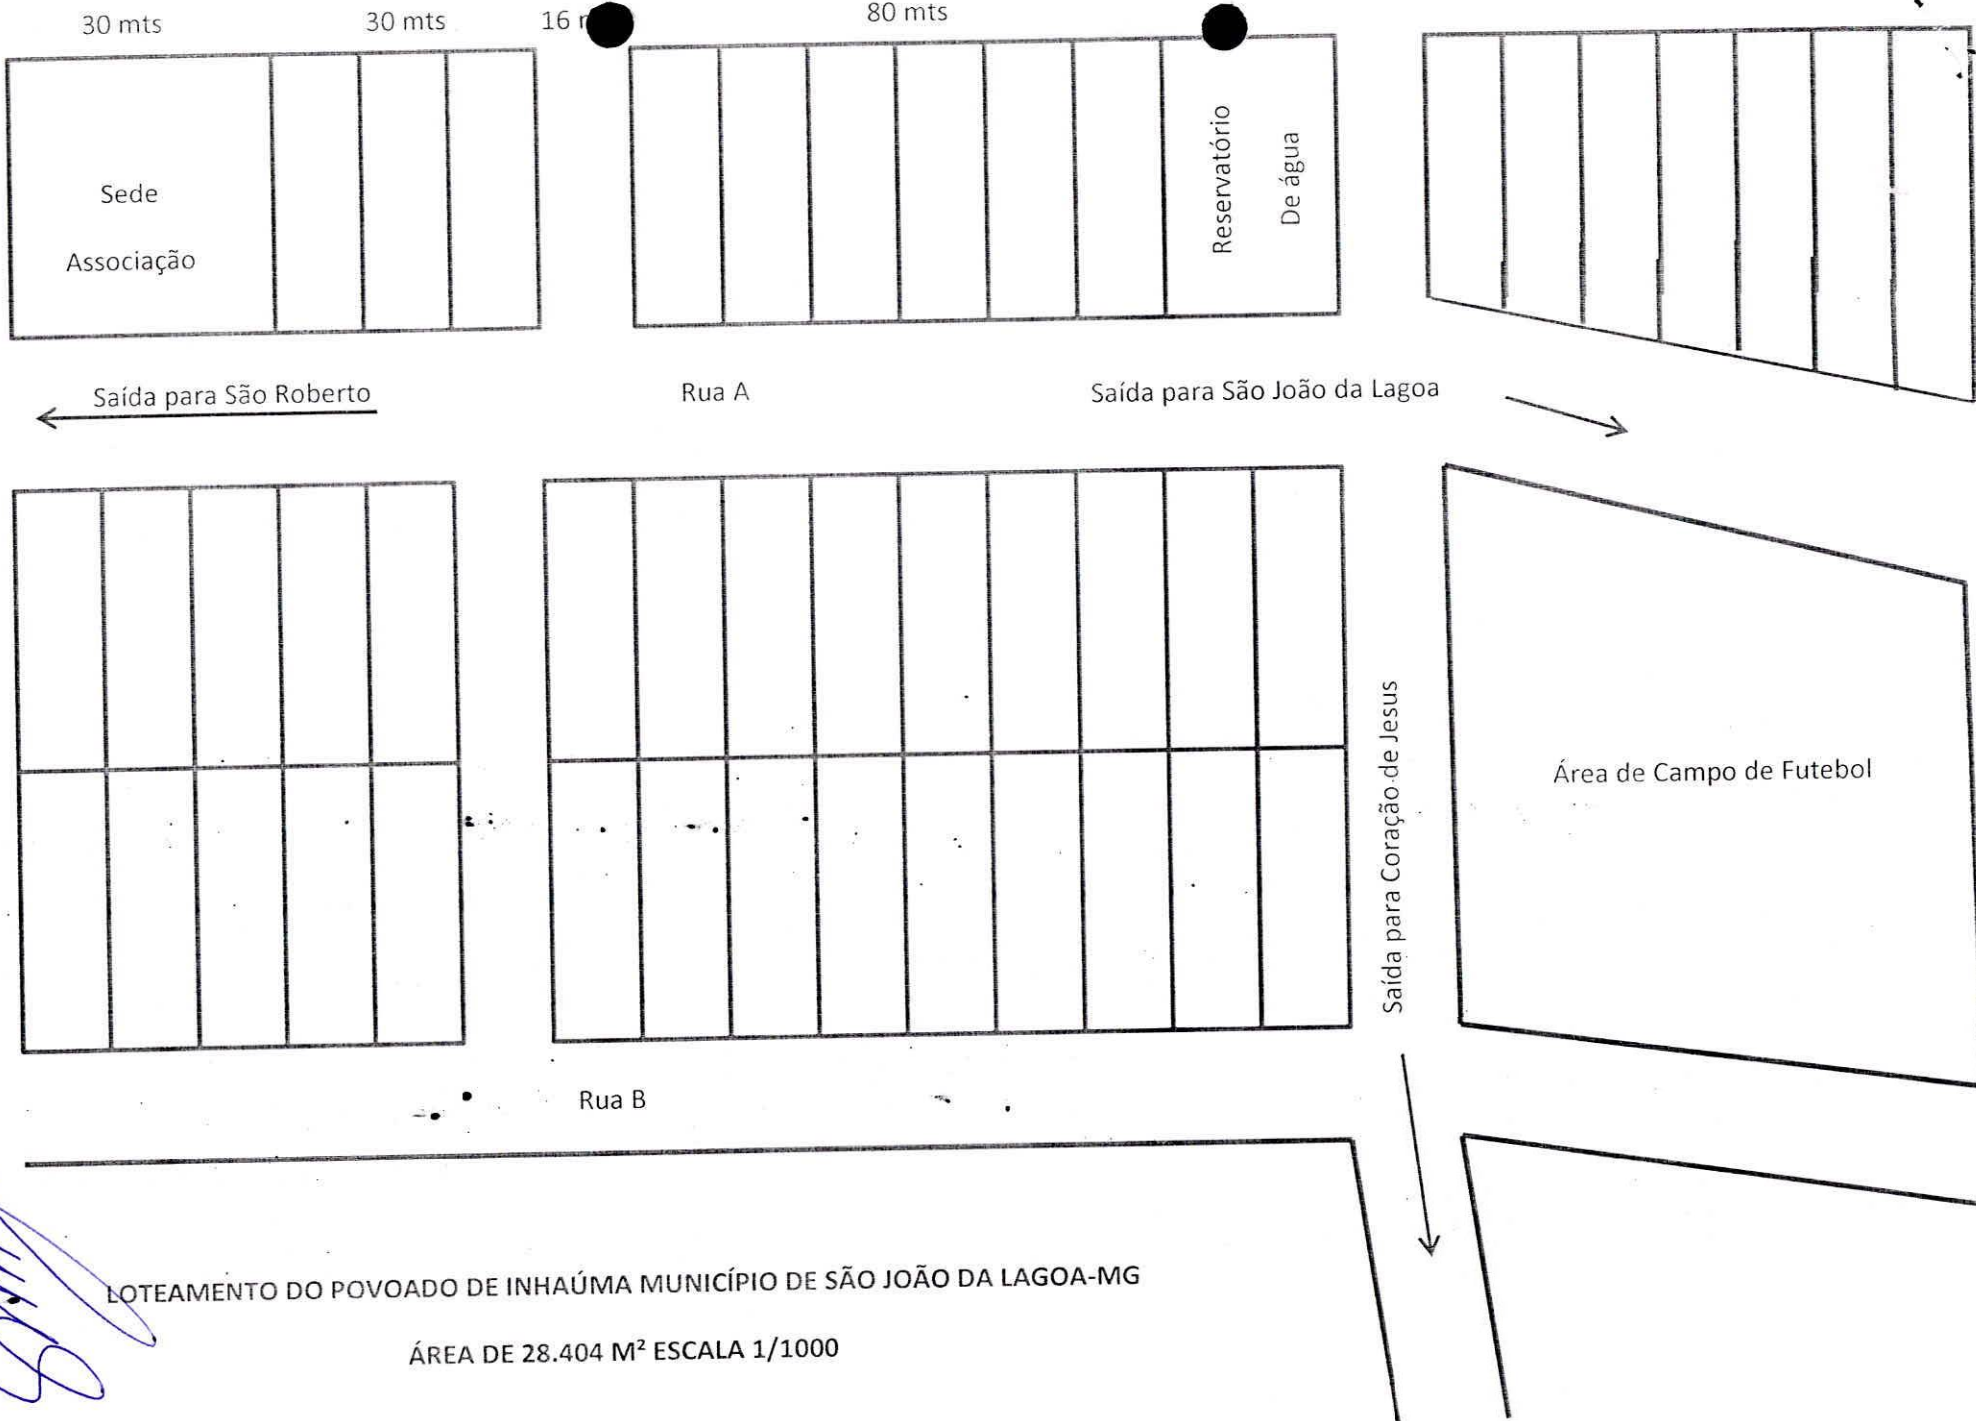 30 mts
30 mts
16
80 mts
Sede
Associação
Reservatório
De água
Saída para São Roberto
Rua A
Saída para São João da Lagoa
Saída para Coração de Jesus
Área de Campo de Futebol
Rua B
LOTEAMENTO DO POVOADO DE INHAÚMA MUNICÍPIO DE SÃO JOÃO DA LAGOA-MG
ÁREA DE 28.404 M² ESCALA 1/1000